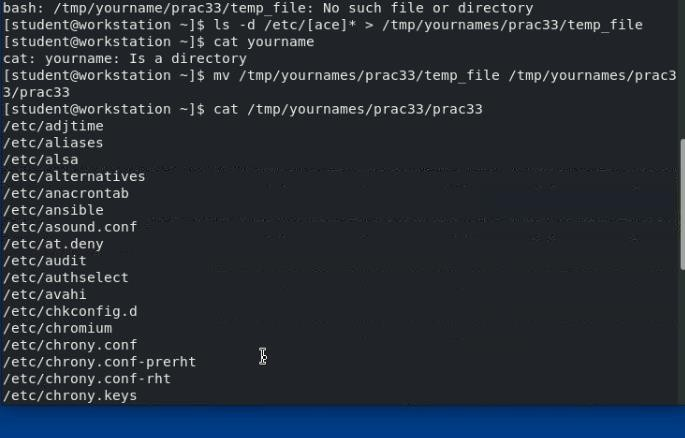 bash: /tmp/yourname/prac33/temp_file: No such file or directory
[student@workstation ~]$ ls -d /etc/[ace]* > /tmp/yournames/prac33/temp_file
[student@workstation ~]$ cat yourname
cat: yourname: Is a directory
[student@workstation ~]$ mv /tmp/yournames/prac33/temp_file /tmp/yournames/prac3
3/prac33
[student@workstation ~]$ cat /tmp/yournames/prac33/prac33
/etc/adjtime
/etc/aliases
/etc/alsa
/etc/alternatives
/etc/anacrontab
/etc/ansible
/etc/asound.conf
/etc/at.deny
/etc/audit
/etc/authselect
/etc/avahi
/etc/chkconfig.d
/etc/chromium
/etc/chrony.conf
/etc/chrony.conf-prerht
/etc/chrony.conf-rht
/etc/chrony.keys